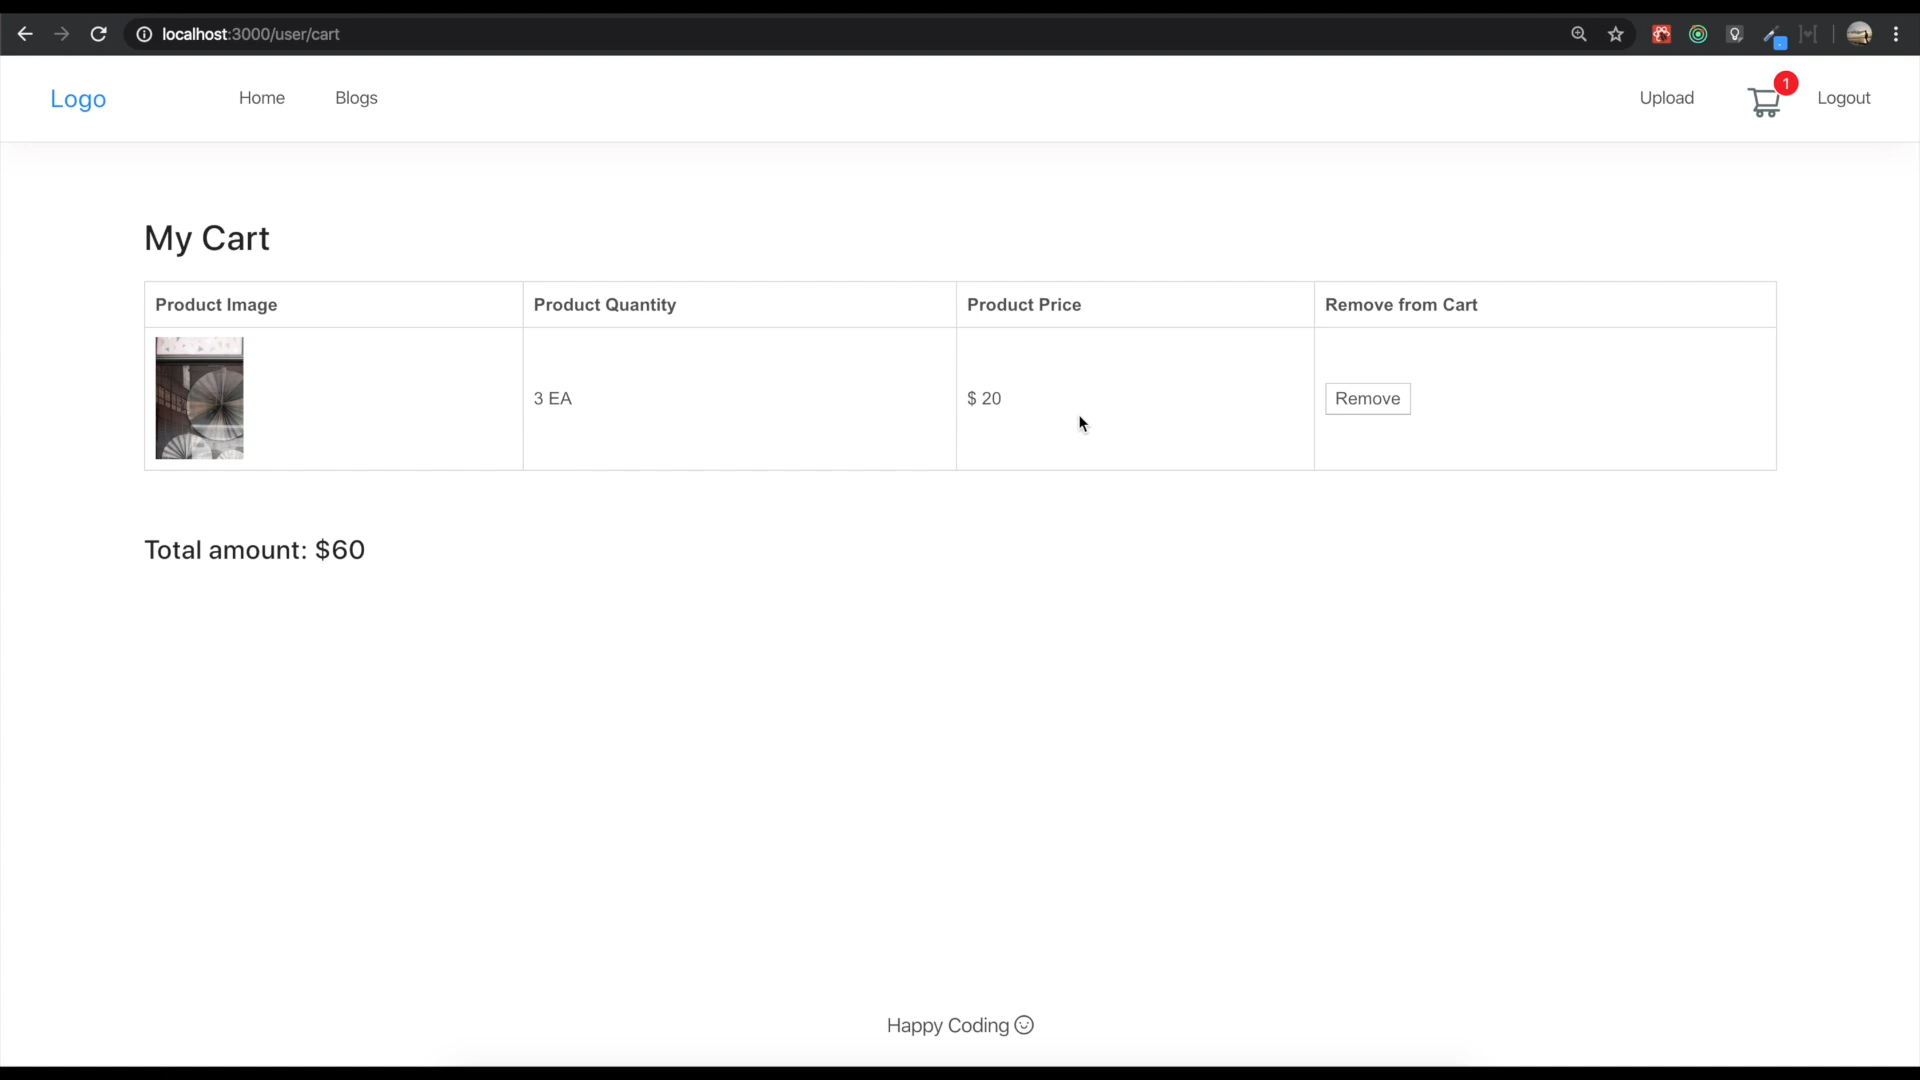 localhost:3000/user/cart
Logo
Home
Blogs
Upload
1
Logout
My Cart
Product Image
Product Quantity
Product Price
Remove from Cart
3 EA
$ 20
Remove
Total amount: $60
Happy Coding